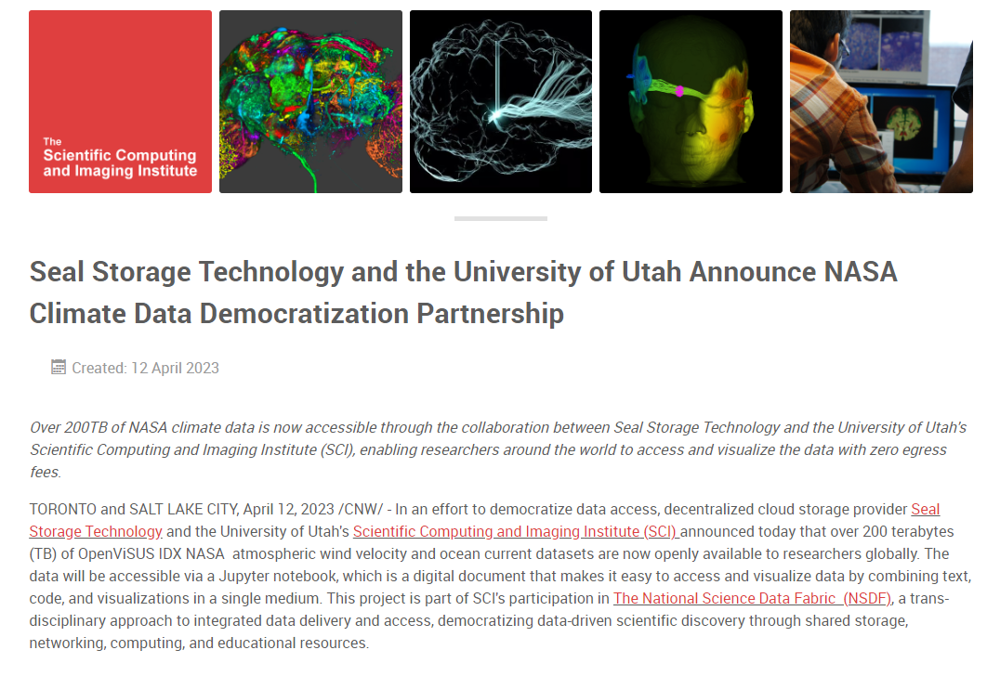 The
Scientific Computing
and Imaging Institute
Seal Storage Technology and the University of Utah Announce NASA
Climate Data Democratization Partnership
Created: 12 April 2023
Over 200TB of NASA climate data is now accessible through the collaboration between Seal Storage Technology and the University of Utah's
Scientific Computing and Imaging Institute (SCI), enabling researchers around the world to access and visualize the data with zero egress
fees.
TORONTO and SALT LAKE CITY, April 12, 2023 /CNW/ - In an effort to democratize data access, decentralized cloud storage provider Seal
Storage Technology and the University of Utah's Scientific Computing and Imaging Institute (SCI) announced today that over 200 terabytes
(TB) of OpenViSUS IDX NASA  atmospheric wind velocity and ocean current datasets are now openly available to researchers globally. The
data will be accessible via a Jupyter notebook, which is a digital document that makes it easy to access and visualize data by combining text,
code, and visualizations in a single medium. This project is part of SCI's participation in The National Science Data Fabric  (NSDF), a trans-
disciplinary approach to integrated data delivery and access, democratizing data-driven scientific discovery through shared storage,
networking, computing, and educational resources.